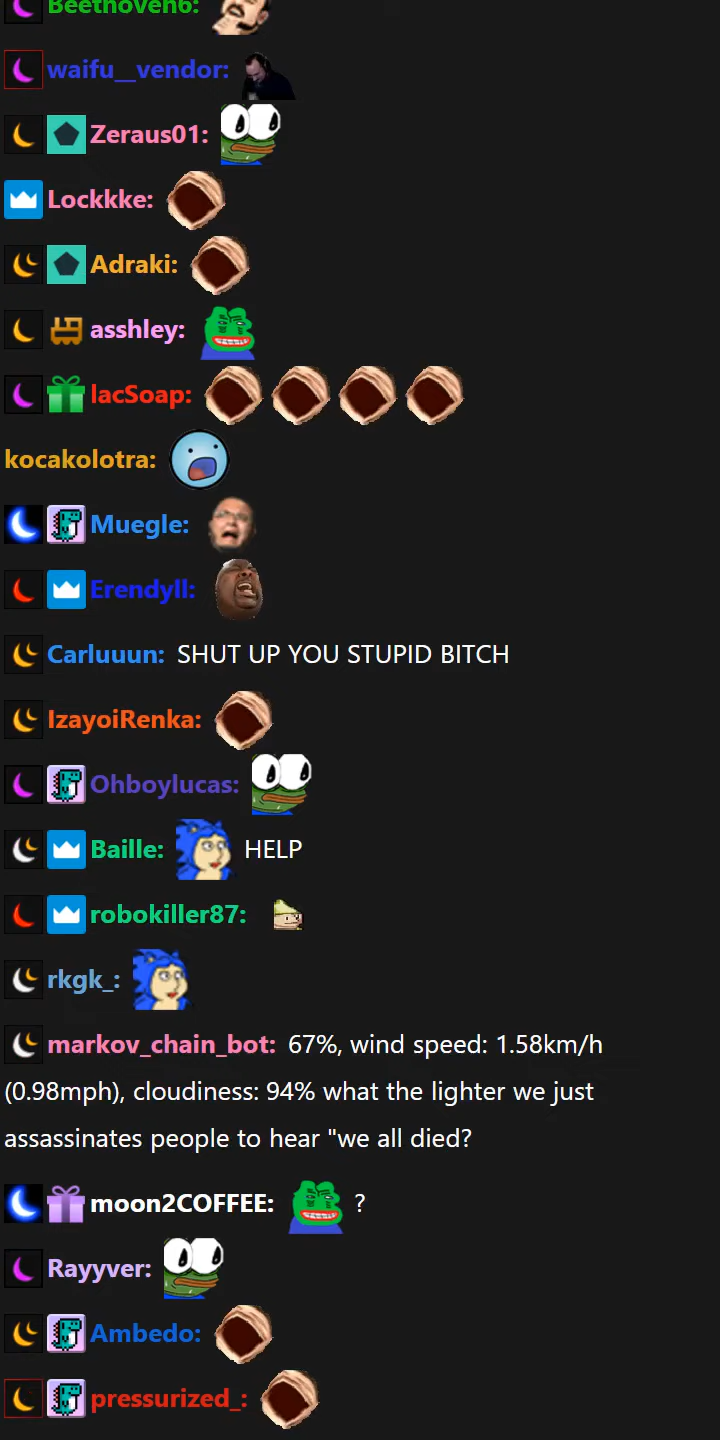 Beethoven6:
waifu__vendor:
Zeraus01:
Lockkke:
Adraki:
asshley:
lacSoap:
kocakolotra:
Muegle:
Erendyll:
Carluuun: SHUT UP YOU STUPID BITCH
IzayoiRenka:
Ohboylucas:
Baille: HELP
robokiller87:
rkgk_:
markov_chain_bot: 67%, wind speed: 1.58km/h
(0.98mph), cloudiness: 94% what the lighter we just
assassinates people to hear "we all died?
moon2COFFEE: ?
Rayyver:
Ambedo:
pressurized_: